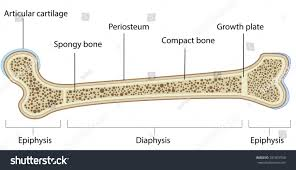 Articular cartilage
Periosteum
Growth plate
Spongy bone
Compact bone
Epiphysis
Diaphysis
Epiphysis
shutterstock